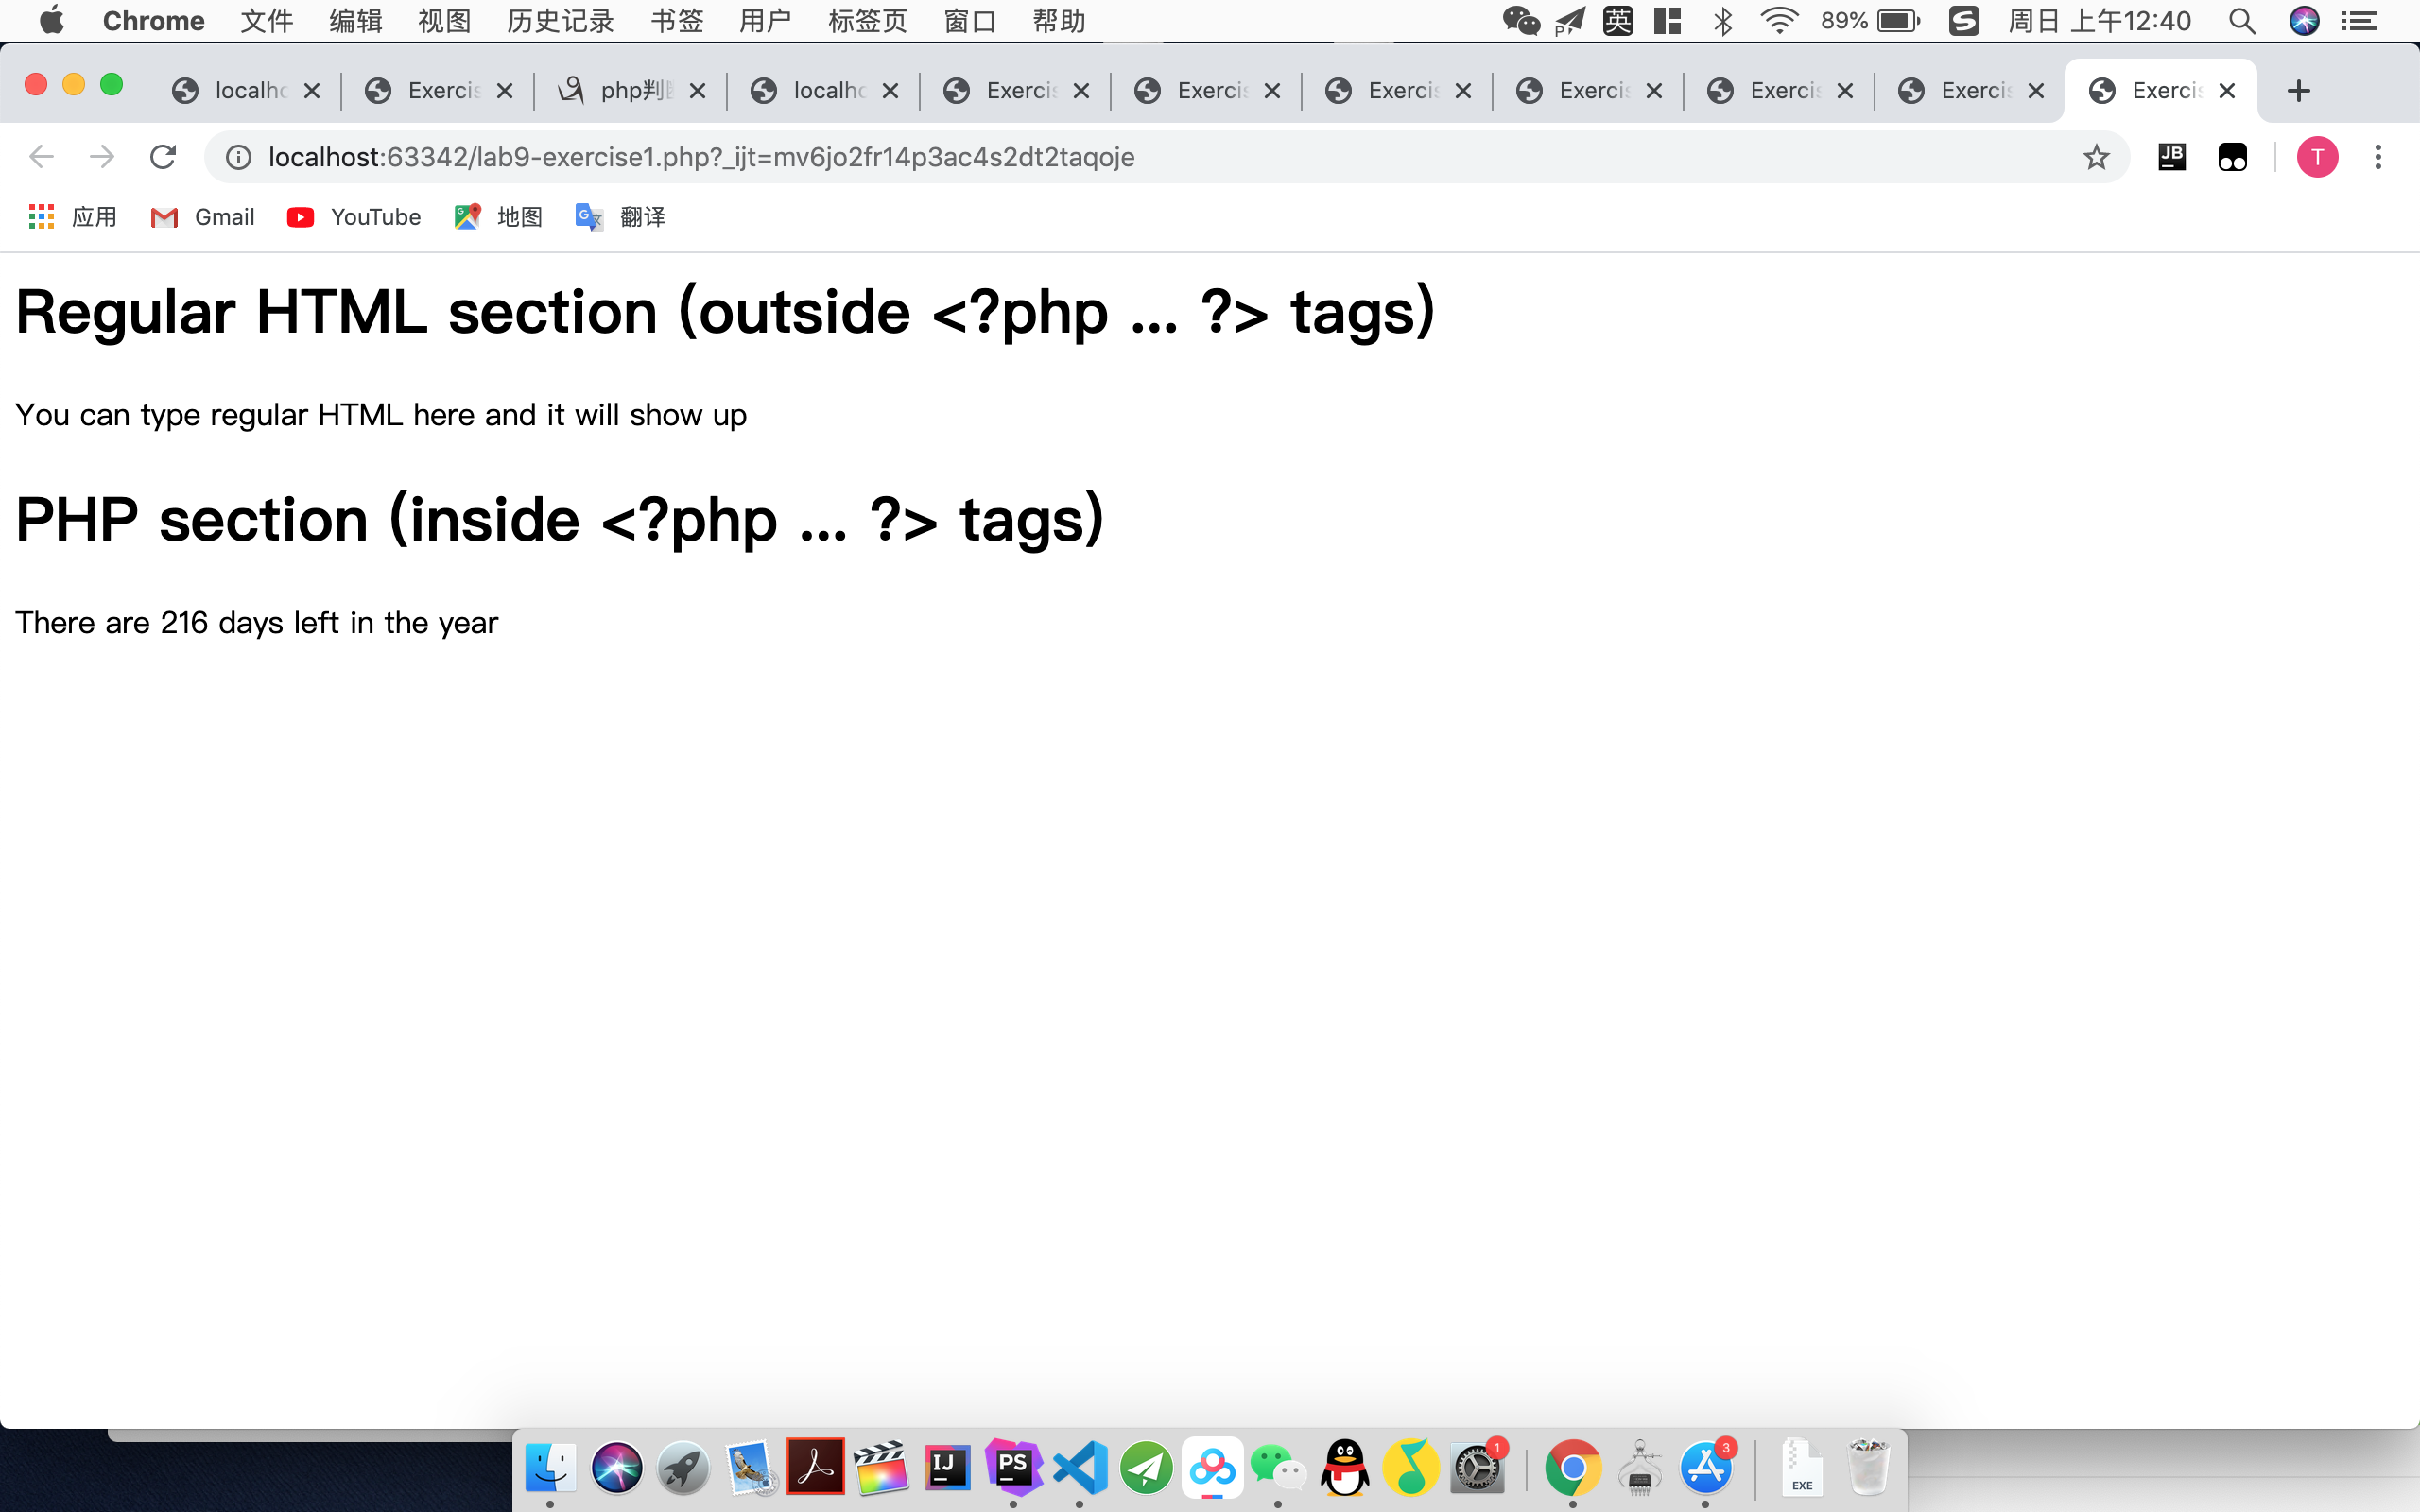 Chrome 文件 编辑 视图 历史记录 书签 用户 标签页 窗口 帮助 英 89% 周日 上午12:40
localhc Exercis php判 localhc Exercis Exercis Exercis Exercis Exercis Exercis Exercis
localhost:63342/lab9-exercise1.php?_ijt=mv6jo2fr14p3ac4s2dt2taqoje JB T
应用 Gmail YouTube 地图 翻译
Regular HTML section (outside <?php ... ?> tags)
You can type regular HTML here and it will show up
PHP section (inside <?php ... ?> tags)
There are 216 days left in the year
IJ PS 1 3 EXE